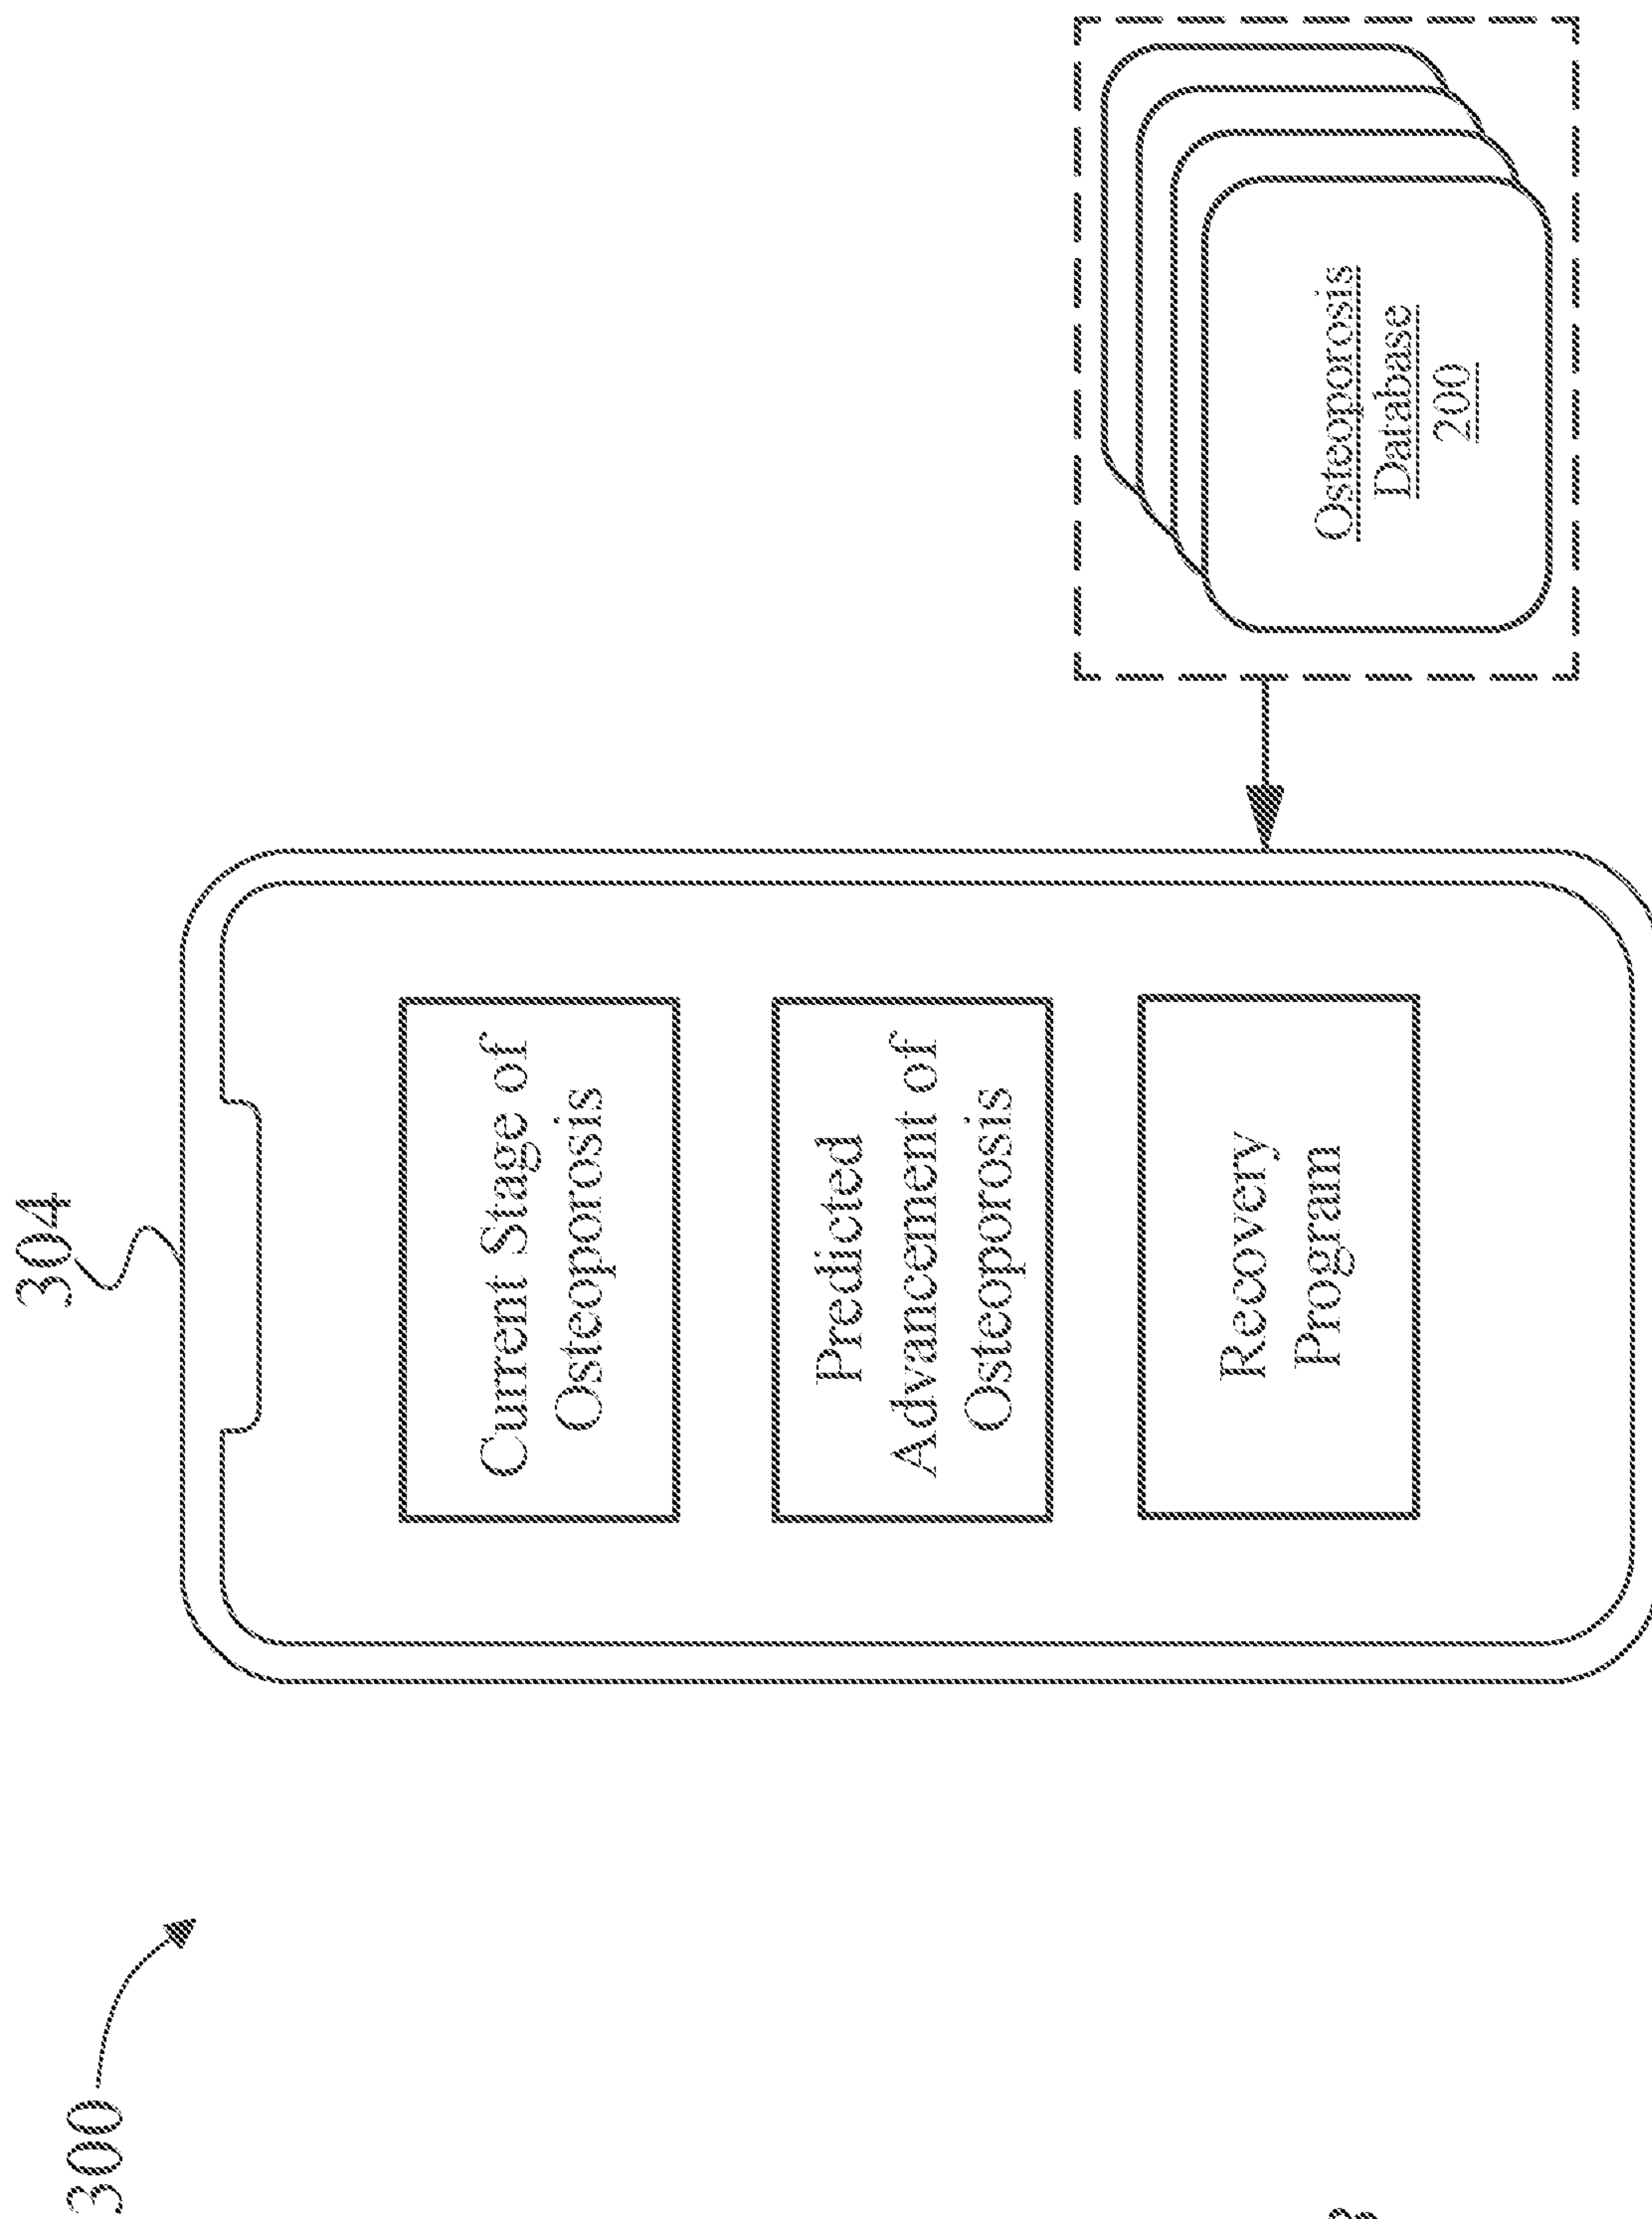 300
304
Current Stage of
Osteoporosis
Predicted
Advancement of
Osteoporosis
Recovery
Program
Osteoporosis
Database
200